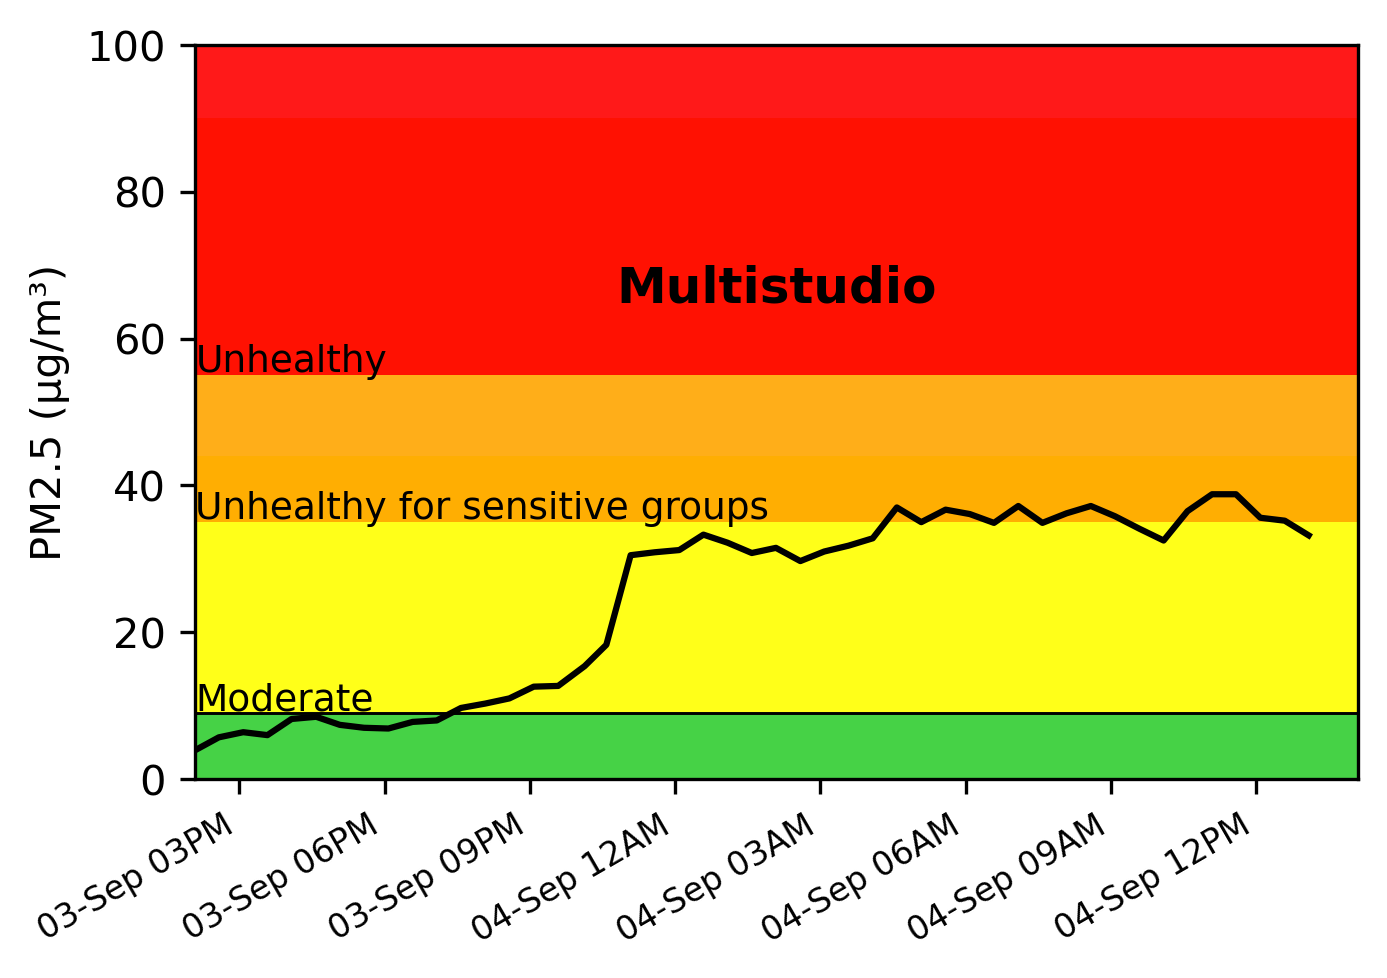 100
80
60
40
20
0
PM2.5 (µg/m³)
Multistudio
Unhealthy
Unhealthy for sensitive groups
Moderate
03-Sep 03PM
03-Sep 06PM
03-Sep 09PM
04-Sep 12AM
04-Sep 03AM
04-Sep 06AM
04-Sep 09AM
04-Sep 12PM